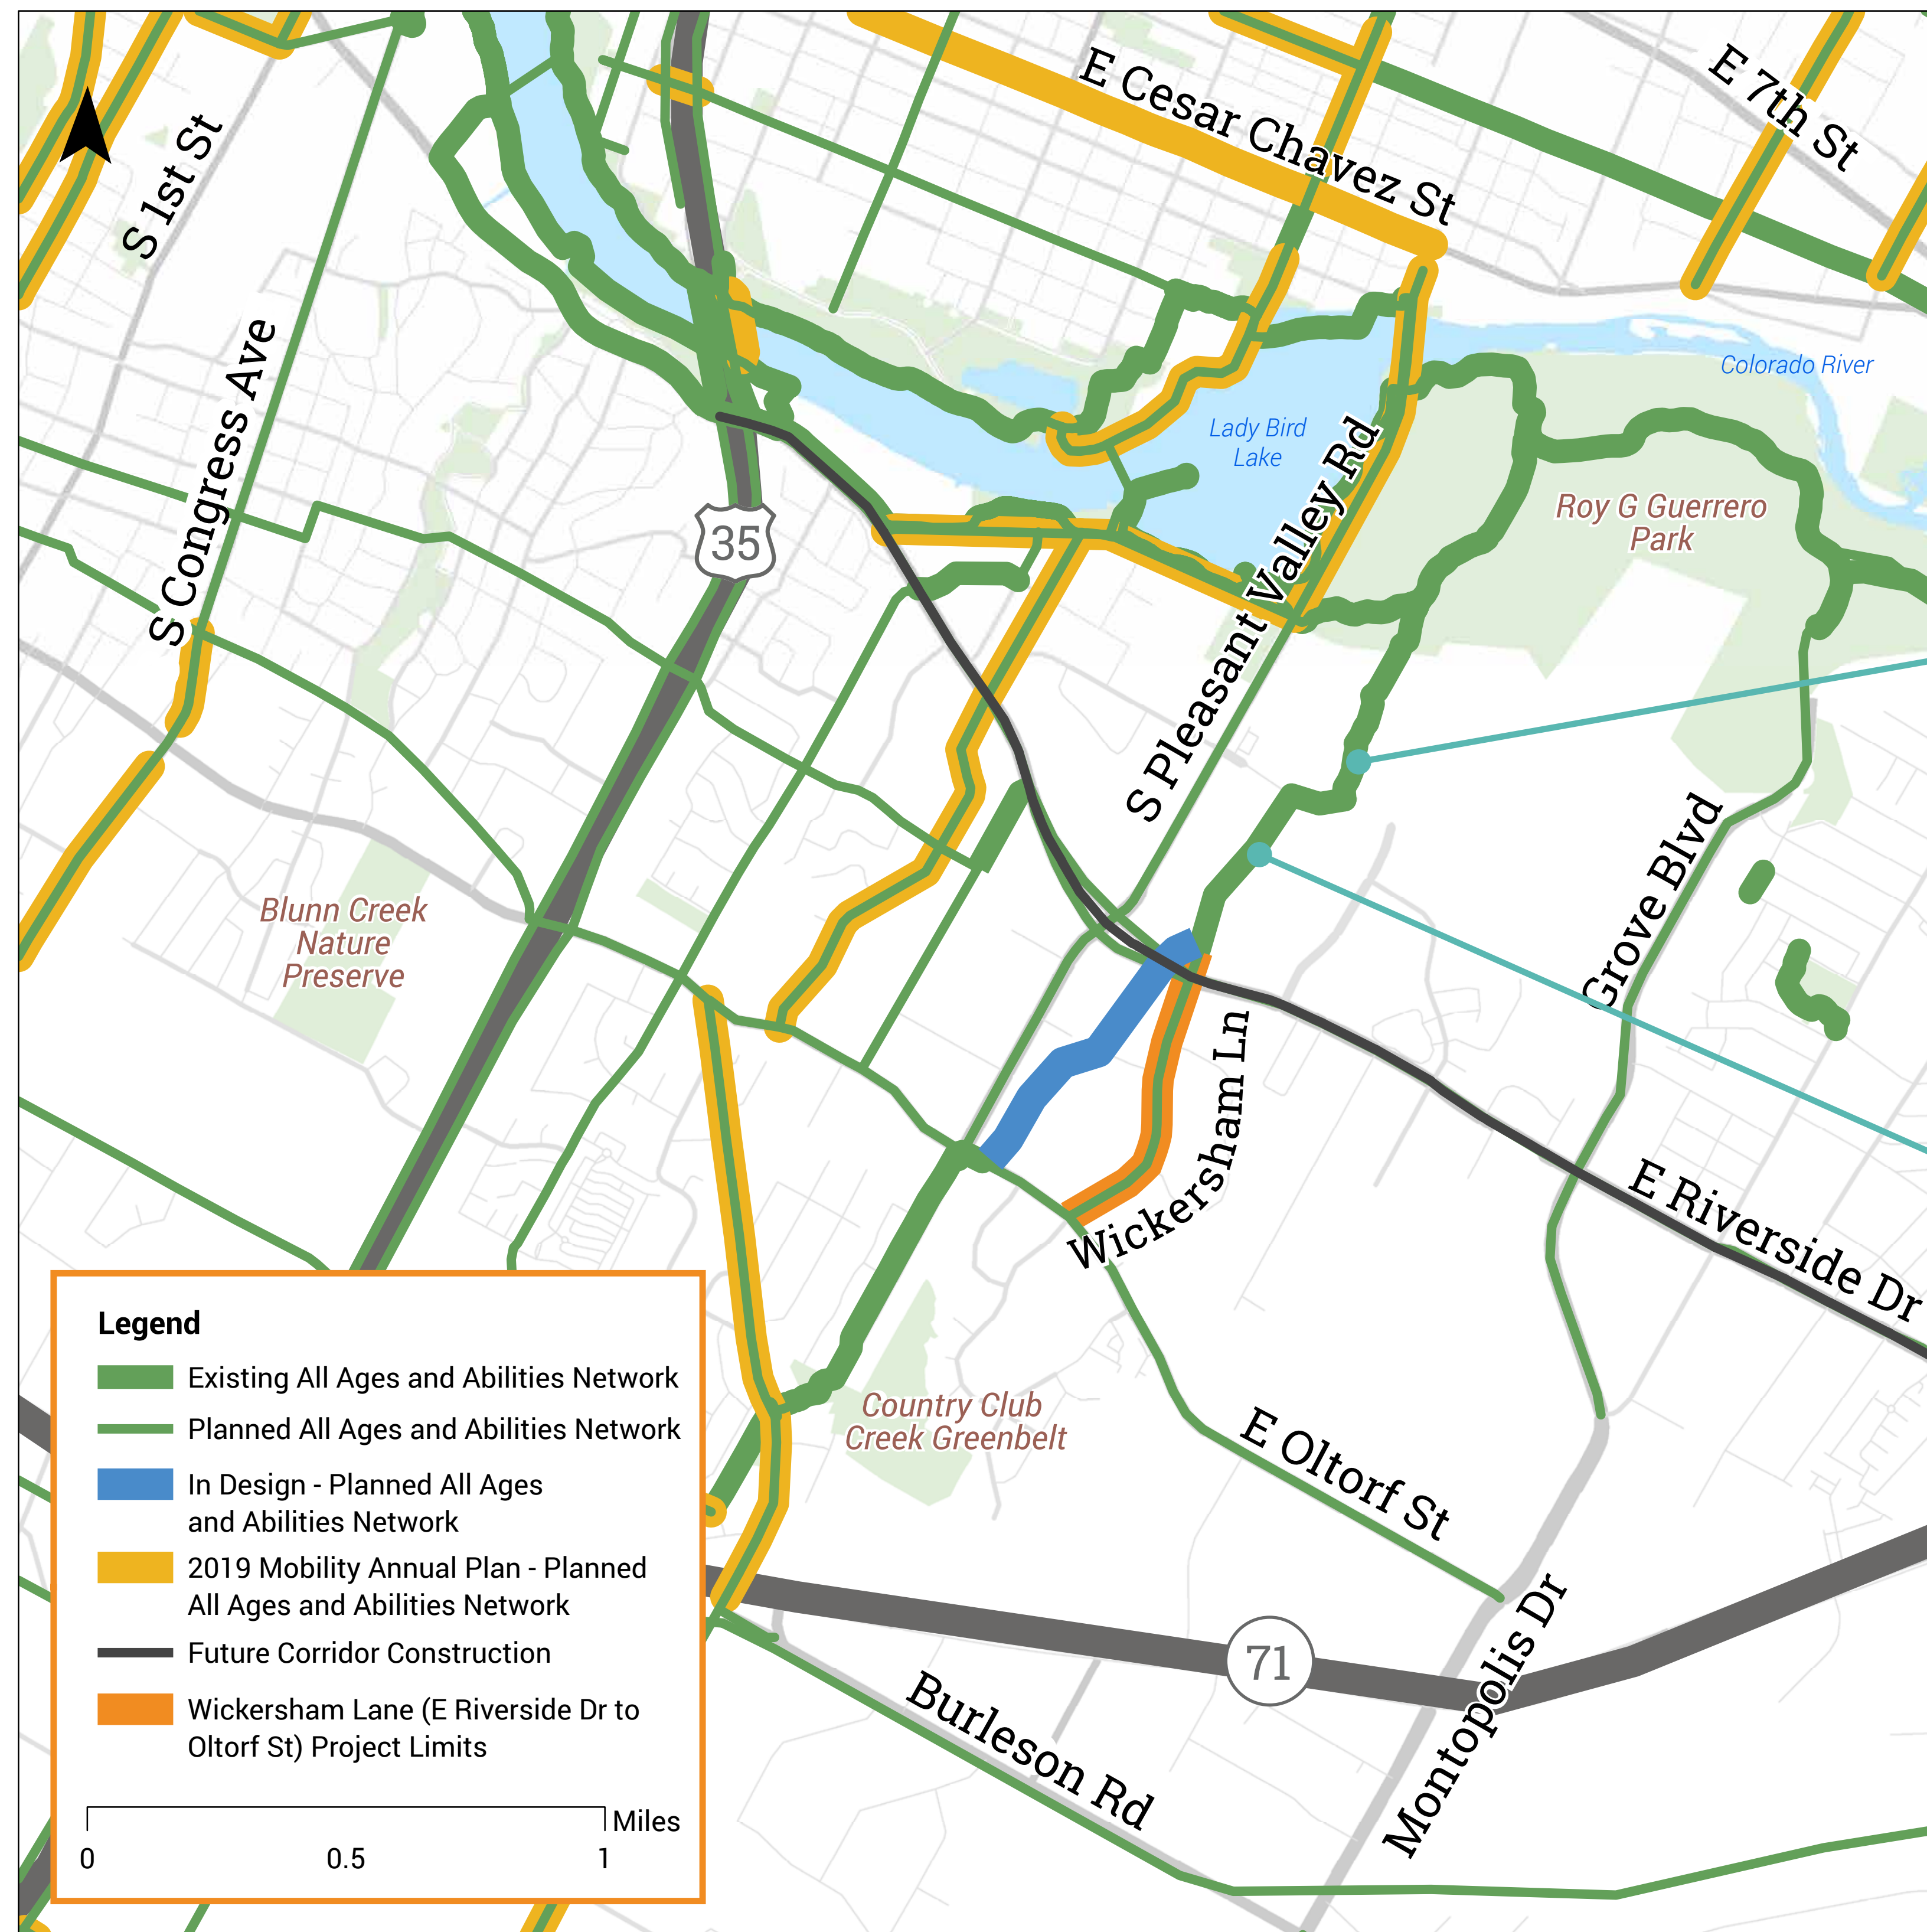 E Cesar Chavez St
E 7th St
S 1st St
S Congress Ave
Colorado River
Lady Bird
Lake
S Pleasant Valley Rd
Roy G Guerrero
Park
35
Grove Blvd
Blunn Creek
Nature
Preserve
Wickersham Ln
E Riverside Dr
Country Club
Creek Greenbelt
E Oltorf St
71
Montopolis Dr
Burleson Rd
Legend
Existing All Ages and Abilities Network
Planned All Ages and Abilities Network
In Design - Planned All Ages
and Abilities Network
2019 Mobility Annual Plan - Planned
All Ages and Abilities Network
Future Corridor Construction
Wickersham Lane (E Riverside Dr to
Oltorf St) Project Limits
Miles
0 0.5 1